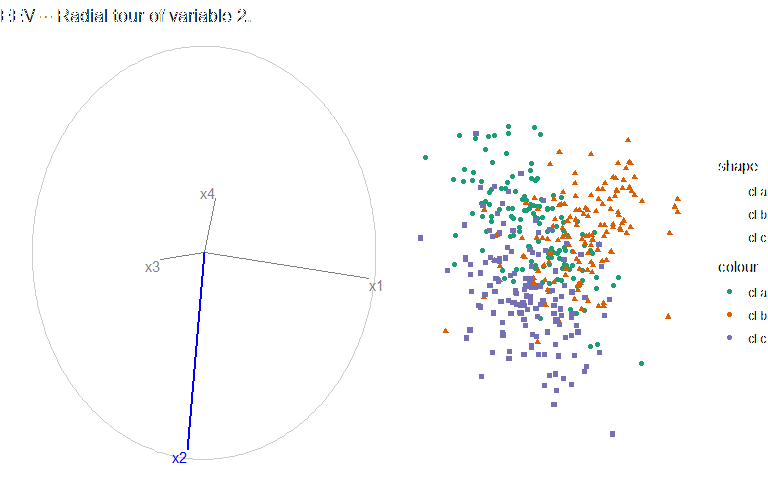 Radial tour of variable 2.
x4
x3
x1
x2
shape
cl a
cl b
cl c
colour
cl a
cl b
cl c